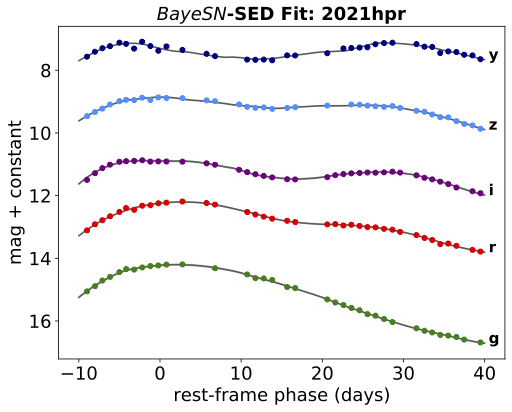 BayeSN-SED Fit: 2021hpr
mag + constant
8
10
12
14
16
y
z
i
r
g
−10 0 10 20 30 40
rest-frame phase (days)